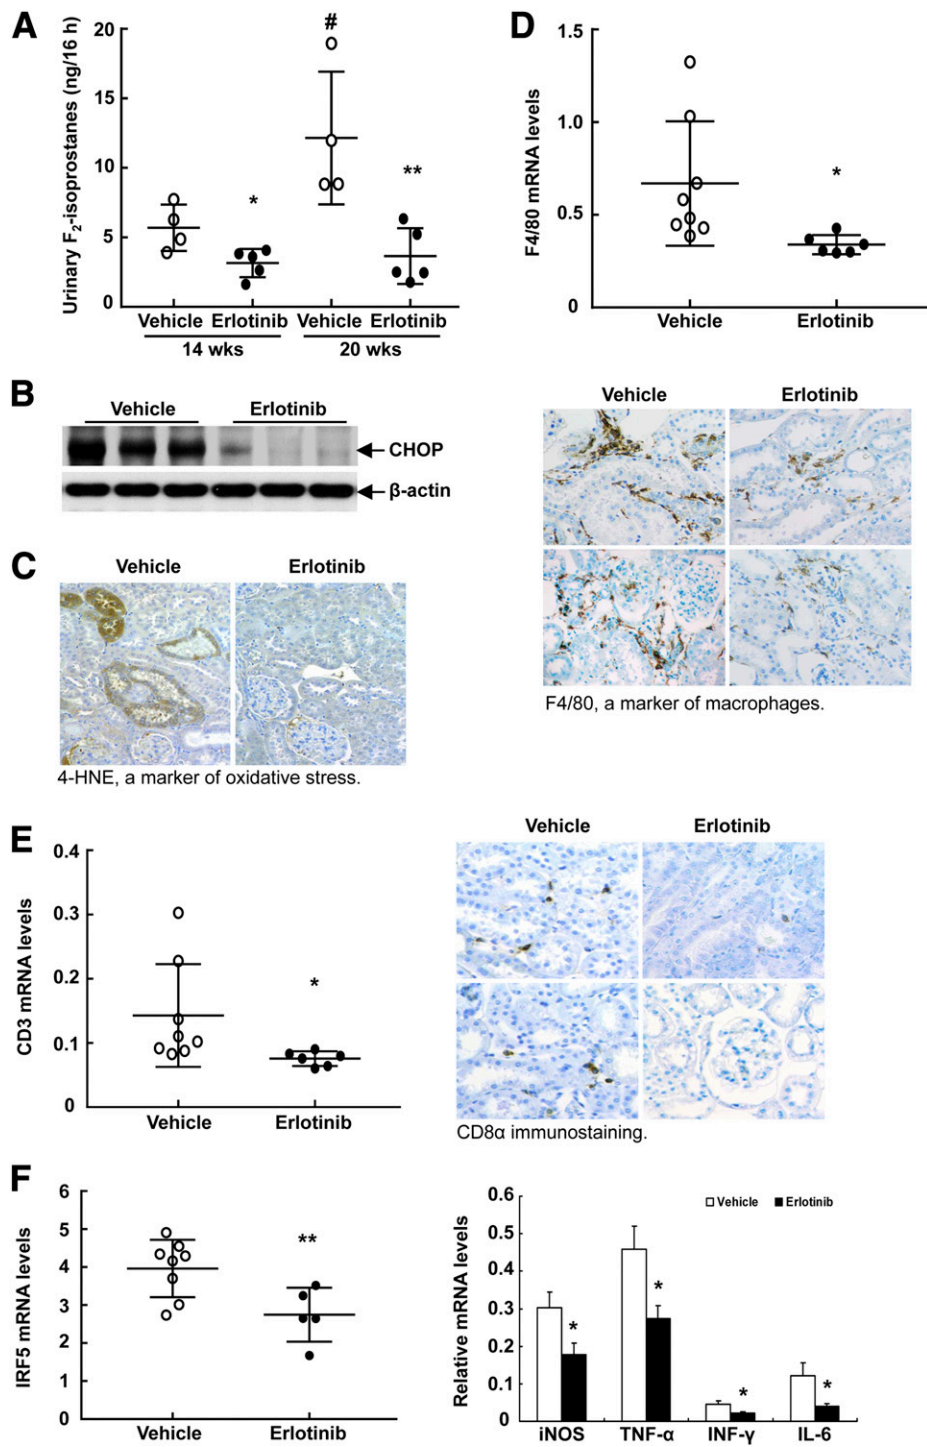 A
Urinary F2-isoprostanes (ng/16 h)
20
15
10
5
0
#
*
**
Vehicle Erlotinib Vehicle Erlotinib
14 wks 20 wks
D
F4/80 mRNA levels
1.5
1.0
0.5
0
*
Vehicle Erlotinib
B
Vehicle Erlotinib
CHOP
β-actin
Vehicle Erlotinib
F4/80, a marker of macrophages.
C
Vehicle Erlotinib
4-HNE, a marker of oxidative stress.
E
CD3 mRNA levels
0.4
0.3
0.2
0.1
0
*
Vehicle Erlotinib
Vehicle Erlotinib
CD8α immunostaining.
F
IRF5 mRNA levels
6
5
4
3
2
1
0
**
Vehicle Erlotinib
Relative mRNA levels
0.6
0.5
0.4
0.3
0.2
0.1
0
Vehicle Erlotinib
*
*
*
*
iNOS TNF-α INF-γ IL-6